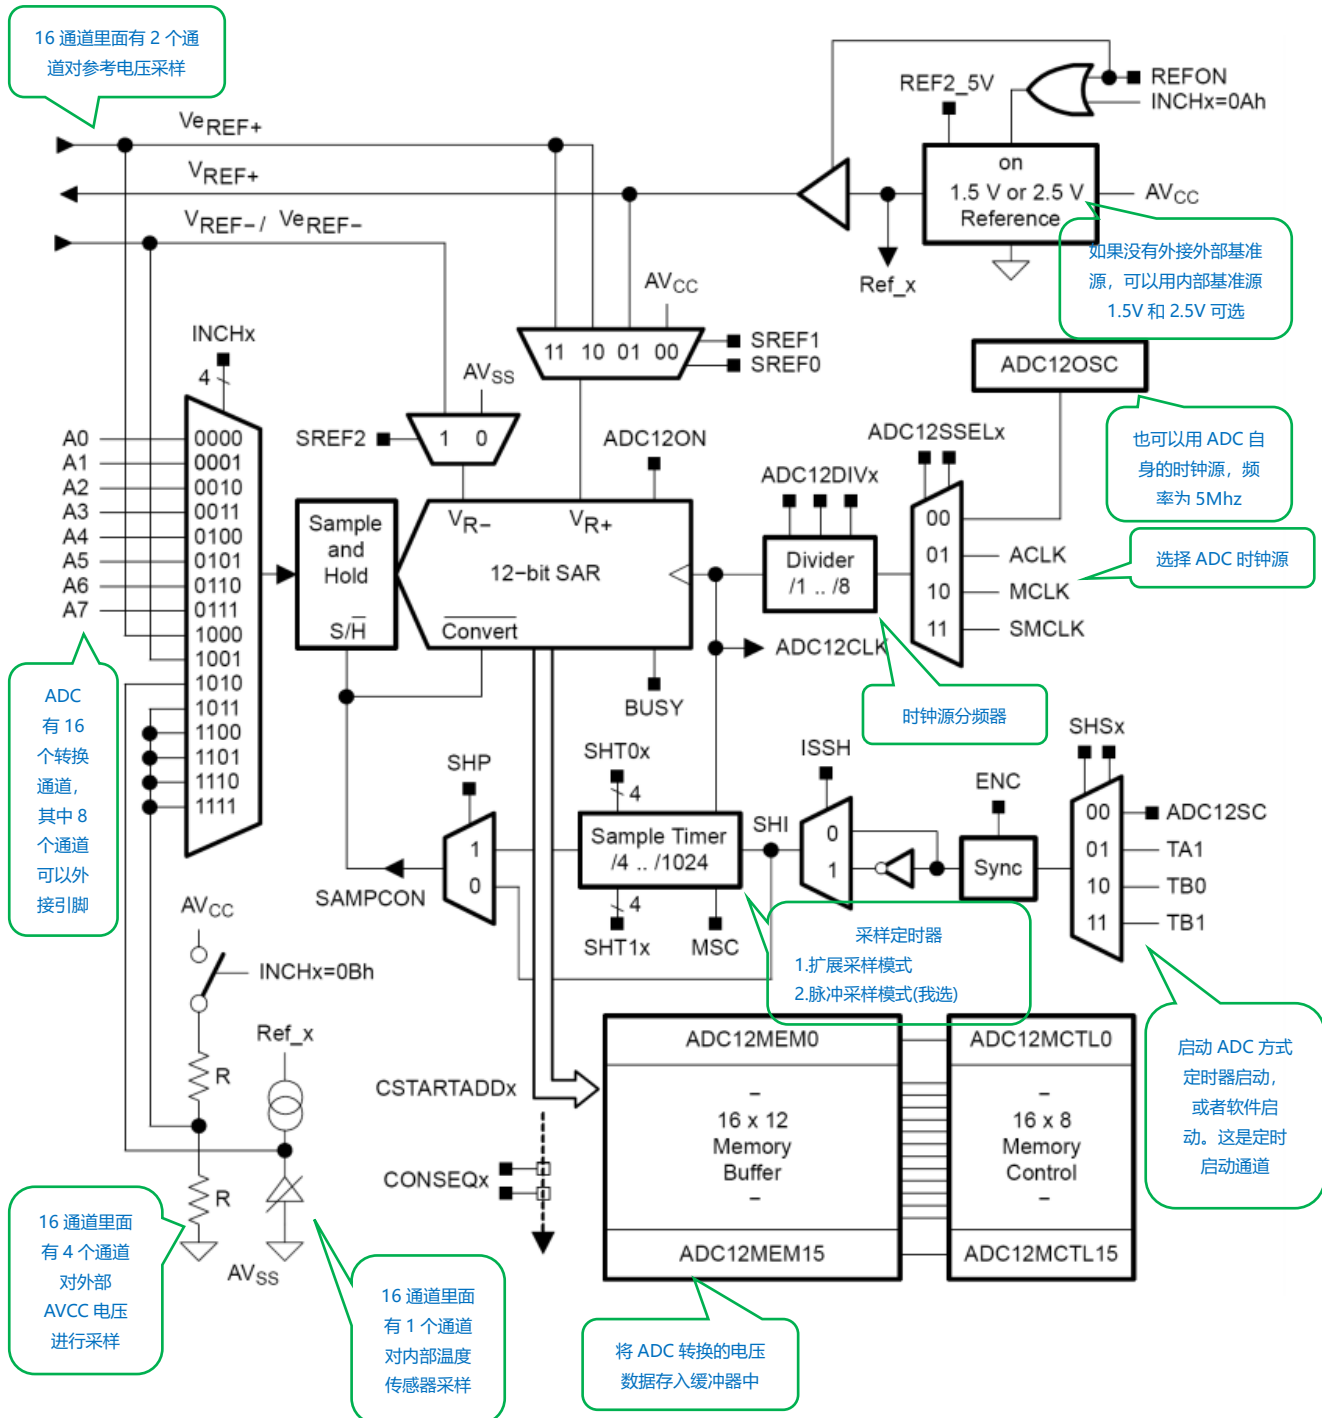 16 通道里面有 2 个通
道对参考电压采样
VeREF+
VREF+
VREF− / VeREF−
REF2_5V
REFON
INCHx=0Ah
on
1.5 V or 2.5 V
Reference
AVCC
Ref_x
如果没有外接外部基准
源，可以用内部基准源
1.5V 和 2.5V 可选
AVCC
11 10 01 00
SREF1
SREF0
INCHx
4
AVSS
SREF2
1 0
ADC12ON
ADC12OSC
也可以用 ADC 自
身的时钟源，频
率为 5Mhz
ADC12SSELx
ADC12DIVx
00
01
10
11
ACLK
MCLK
SMCLK
选择 ADC 时钟源
Divider
/1 .. /8
ADC12CLK
时钟源分频器
A0
A1
A2
A3
A4
A5
A6
A7
0000
0001
0010
0011
0100
0101
0110
0111
1000
1001
1010
1011
1100
1101
1110
1111
Sample
and
Hold
S/H
VR−
VR+
12−bit SAR
Convert
BUSY
ADC
有 16
个转换
通道，
其中 8
个通道
可以外
接引脚
SHP
1
0
SAMPCON
SHT0x
4
Sample Timer
/4 .. /1024
4
SHT1x
MSC
SHI
ISSH
0
1
ENC
Sync
SHSx
00
01
10
11
ADC12SC
TA1
TB0
TB1
采样定时器
1.扩展采样模式
2.脉冲采样模式(我选)
启动 ADC 方式
定时器启动，
或者软件启
动。这是定时
启动通道
AVCC
INCHx=0Bh
Ref_x
R
R
AVSS
16 通道里面
有 4 个通道
对外部
AVCC 电压
进行采样
16 通道里面
有 1 个通道
对内部温度
传感器采样
CSTARTADDx
CONSEQx
ADC12MEM0
−
16 x 12
Memory
Buffer
−
ADC12MEM15
ADC12MCTL0
−
16 x 8
Memory
Control
−
ADC12MCTL15
将 ADC 转换的电压
数据存入缓冲器中